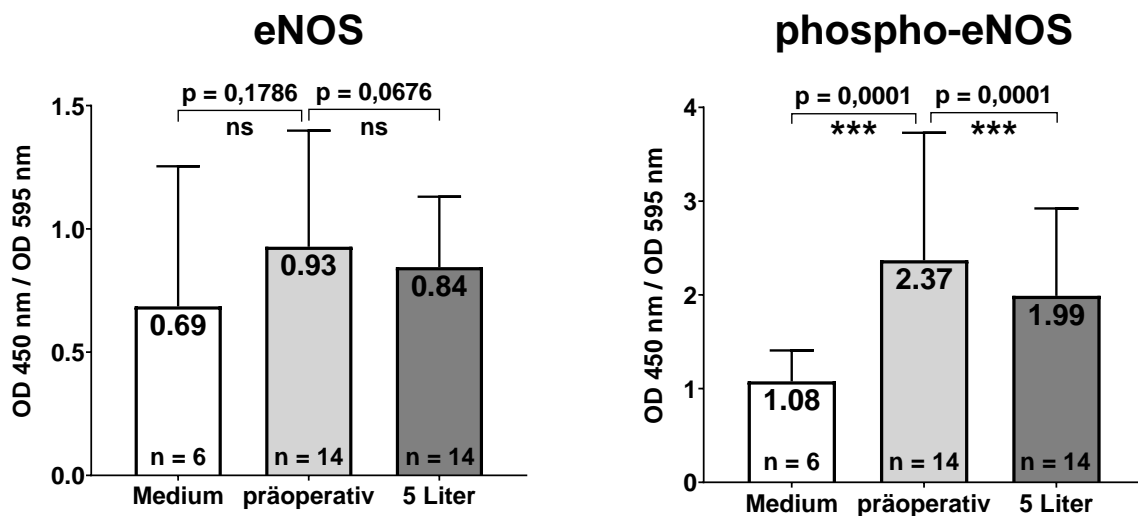 eNOS
p = 0,1786
p = 0,0676
ns
ns
OD 450 nm / OD 595 nm
1.5
1.0
0.5
0.0
0.69
0.93
0.84
n = 6
n = 14
n = 14
Medium
präoperativ
5 Liter
phospho-eNOS
p = 0,0001
p = 0,0001
***
***
OD 450 nm / OD 595 nm
4
3
2
1
0
1.08
2.37
1.99
n = 6
n = 14
n = 14
Medium
präoperativ
5 Liter